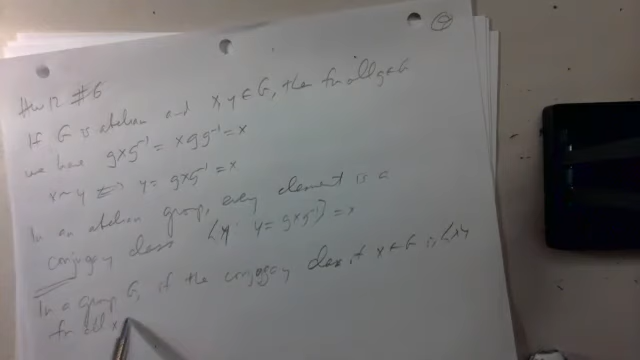 HW 12 #6
If G is abelian and x, y ∈ G, then for all g ∈ G
we have gxg⁻¹ = xgg⁻¹ = x
x ~ y ⟺ y = gxg⁻¹ = x
In an abelian group, every element is a
conjugacy class {y: y = gxg⁻¹} = x
In a group G, if the conjugacy class of x ∈ G is {x}
for all x